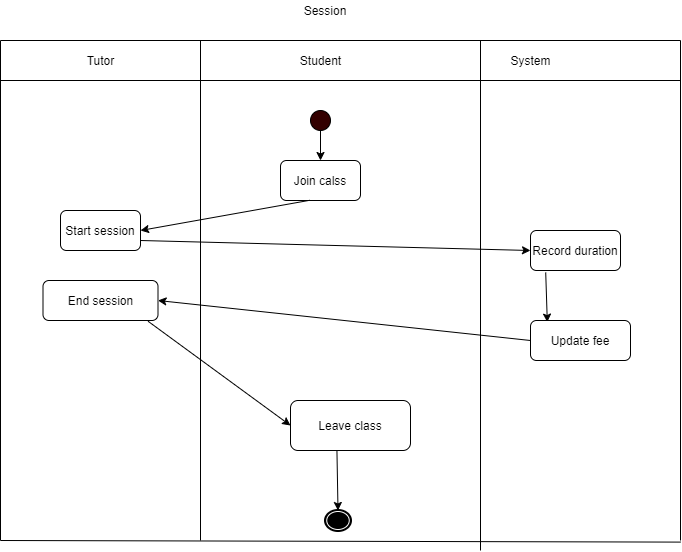 Session
Tutor
Student
System
Join calss
Start session
Record duration
End session
Update fee
Leave class